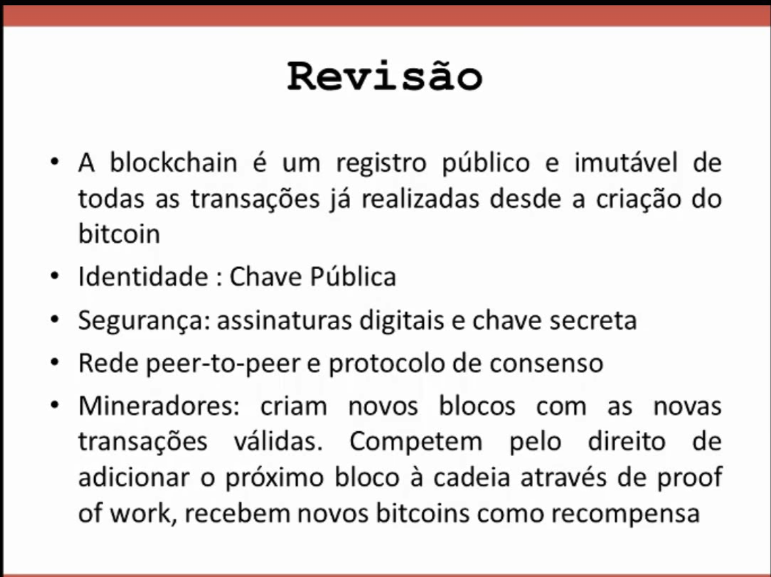 Revisão
• A blockchain é um registro público e imutável de
todas as transações já realizadas desde a criação do
bitcoin
• Identidade : Chave Pública
• Segurança: assinaturas digitais e chave secreta
• Rede peer-to-peer e protocolo de consenso
• Mineradores: criam novos blocos com as novas
transações válidas. Competem pelo direito de
adicionar o próximo bloco à cadeia através de proof
of work, recebem novos bitcoins como recompensa